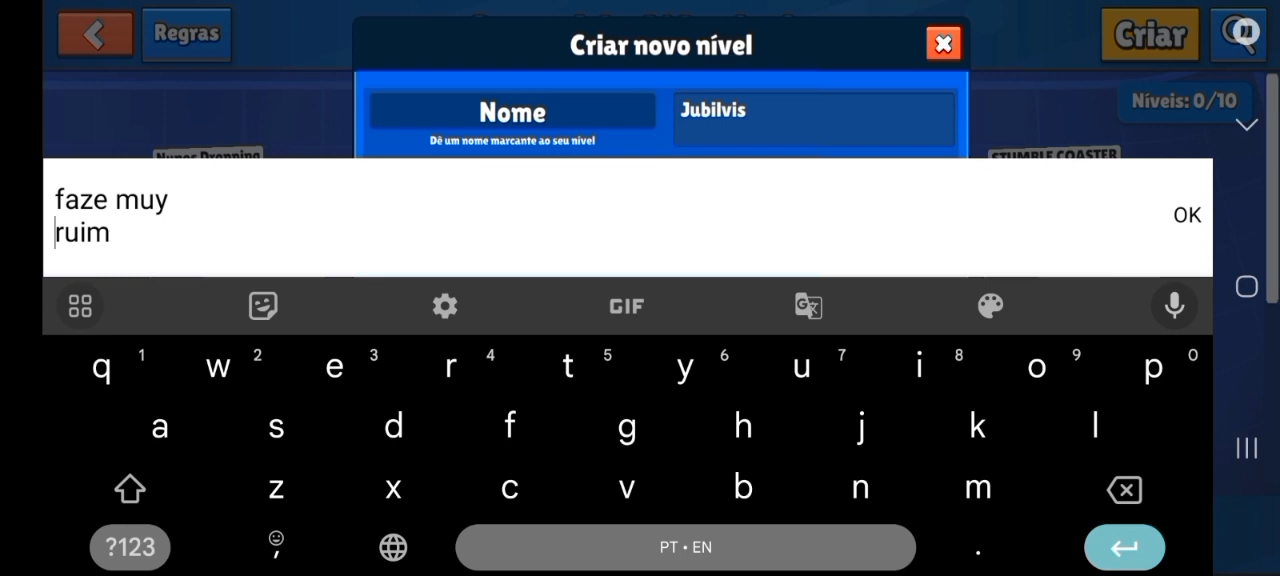 Regras
Criar novo nível
Criar
Nome
Jubilvis
Dê um nome marcante ao seu nível
Níveis: 0/10
STUMBLE COASTER
faze muy
ruim
OK
GIF
q 1 w 2 e 3 r 4 t 5 y 6 u 7 i 8 o 9 p 0
a s d f g h j k l
z x c v b n m
?123 , PT • EN .